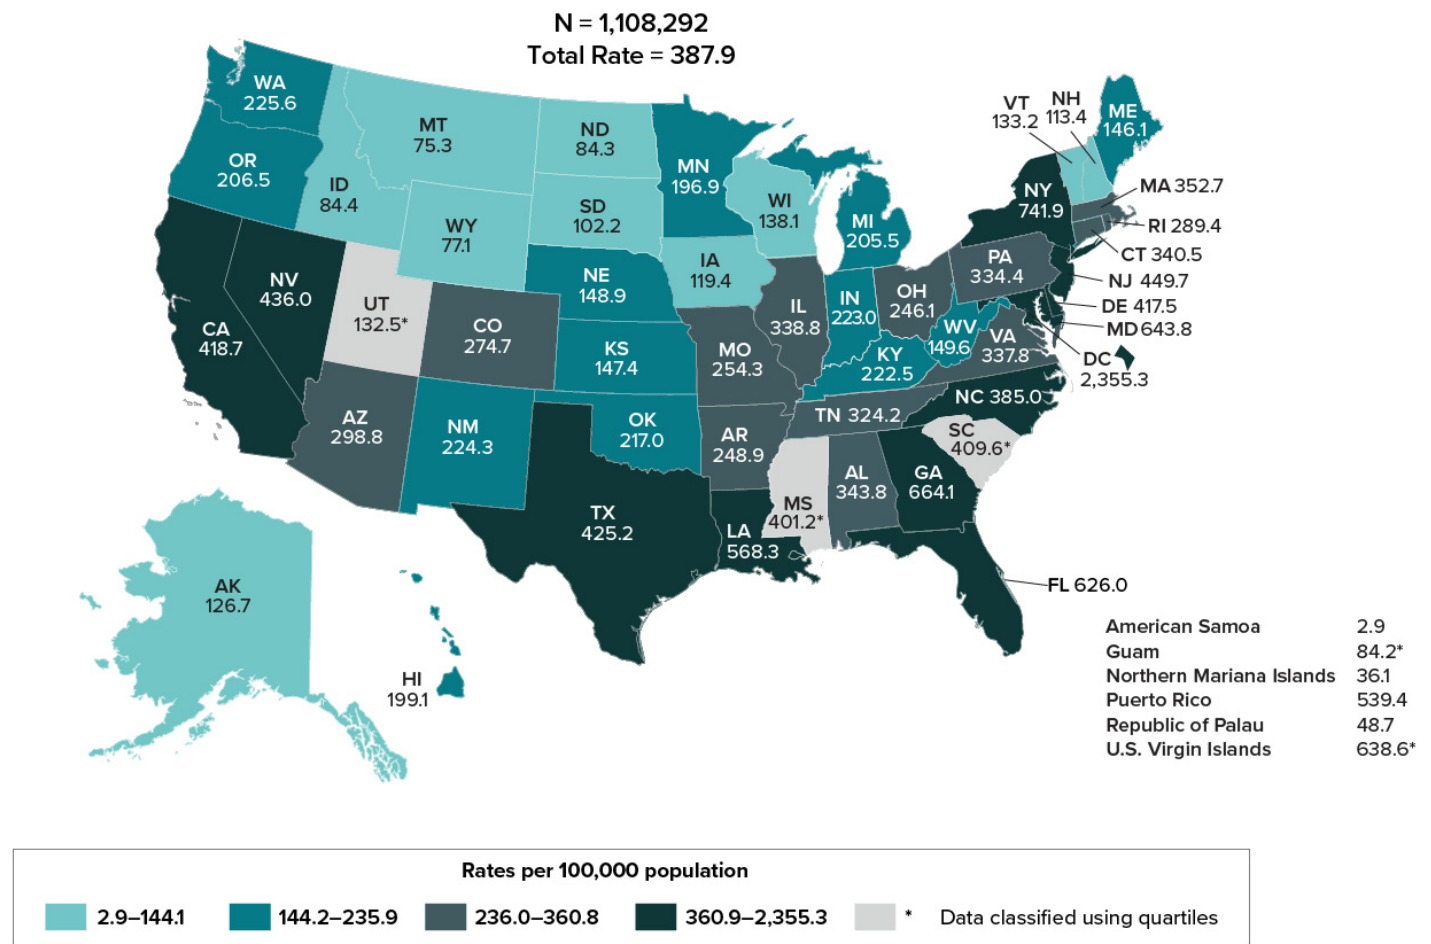 N = 1,108,292
Total Rate = 387.9
WA
225.6
MT
75.3
ND
84.3
MN
196.9
VT
133.2
NH
113.4
ME
146.1
OR
206.5
ID
84.4
WY
77.1
SD
102.2
WI
138.1
MI
205.5
NY
741.9
MA 352.7
RI 289.4
CT 340.5
NJ 449.7
DE 417.5
MD 643.8
DC
2,355.3
NV
436.0
UT
132.5*
CO
274.7
NE
148.9
IA
119.4
IL
338.8
IN
223.0
OH
246.1
PA
334.4
CA
418.7
KS
147.4
MO
254.3
KY
222.5
WV
149.6
VA
337.8
AZ
298.8
NM
224.3
OK
217.0
AR
248.9
TN 324.2
NC 385.0
SC
409.6*
TX
425.2
LA
568.3
MS
401.2*
AL
343.8
GA
664.1
FL 626.0
AK
126.7
HI
199.1
American Samoa 2.9
Guam 84.2*
Northern Mariana Islands 36.1
Puerto Rico 539.4
Republic of Palau 48.7
U.S. Virgin Islands 638.6*
Rates per 100,000 population
2.9–144.1 144.2–235.9 236.0–360.8 360.9–2,355.3 * Data classified using quartiles